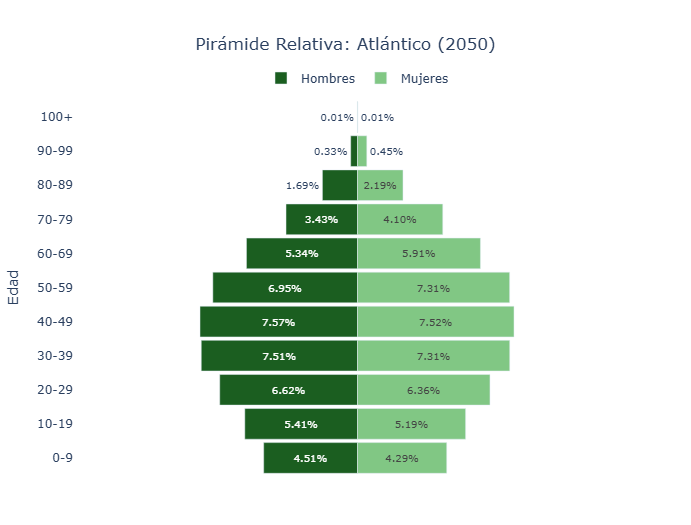 Pirámide Relativa: Atlántico (2050)
Hombres Mujeres
100+ 0.01% 0.01%
90-99 0.33% 0.45%
80-89 1.69% 2.19%
70-79 3.43% 4.10%
60-69 5.34% 5.91%
Edad
50-59 6.95% 7.31%
40-49 7.57% 7.52%
30-39 7.51% 7.31%
20-29 6.62% 6.36%
10-19 5.41% 5.19%
0-9 4.51% 4.29%